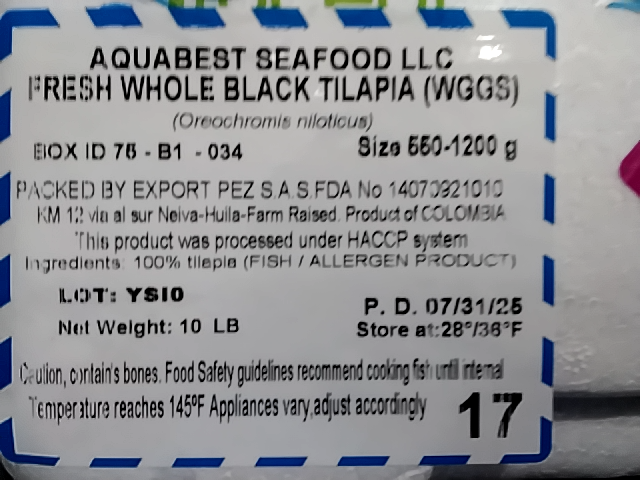 AQUABEST SEAFOOD LLC
FRESH WHOLE BLACK TILAPIA (WGGS)
(Oreochromis niloticus)
BOX ID 75 - B1 - 034
Size 550-1200 g
PACKED BY EXPORT PEZ S.A.S.FDA No 14070921010
KM 12 via al sur Neiva-Huila-Farm Raised. Product of COLOMBIA
This product was processed under HACCP system
Ingredients: 100% tilapia (FISH / ALLERGEN PRODUCT)
LOT: YSI0
P. D. 07/31/25
Net Weight: 10 LB
Store at:28°/36°F
Caution, contain's bones. Food Safety guidelines recommend cooking fish until internal
Temperature reaches 145ºF Appliances vary,adjust accordingly
17